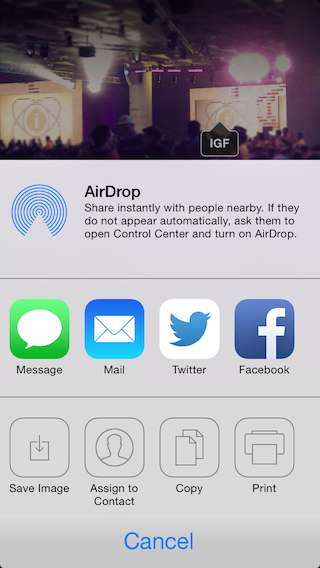 IGF
AirDrop
Share instantly with people nearby. If they
do not appear automatically, ask them to
open Control Center and turn on AirDrop.
Message
Mail
Twitter
Facebook
Save Image
Assign to
Contact
Copy
Print
Cancel